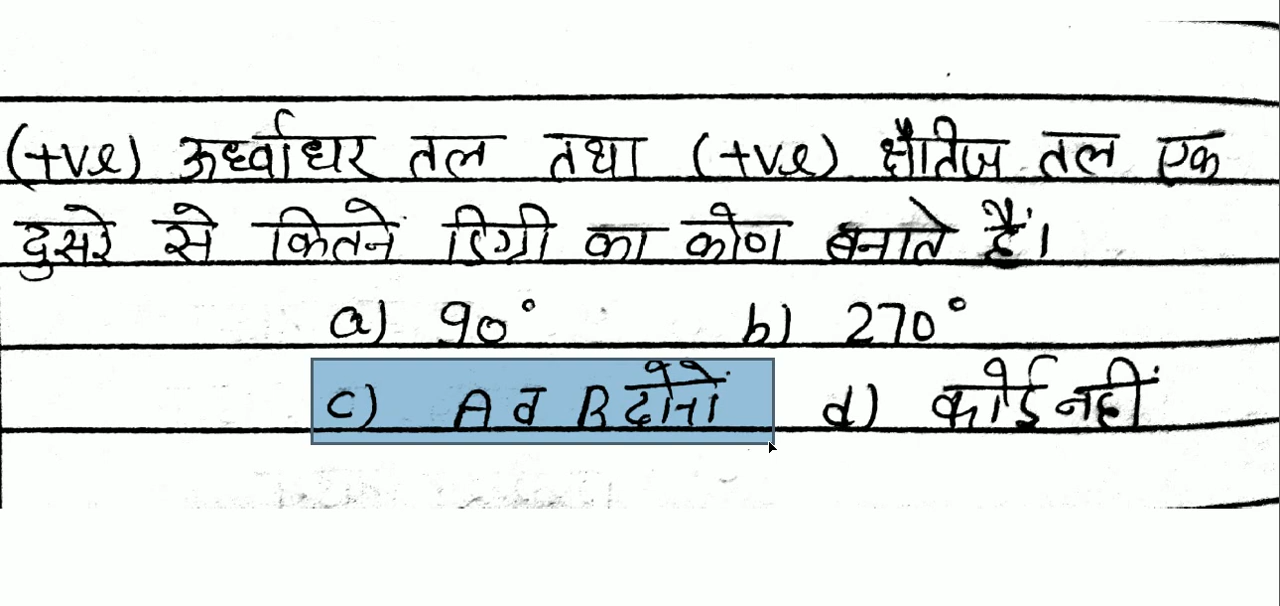 (+ve) ऊर्ध्वाधर तल तथा (+ve) क्षैतिज तल एक
दुसरे से कितने डिग्री का कोण बनाते हैं।
a) 90° b) 270°
c) A व B दोनों d) कोई नहीं